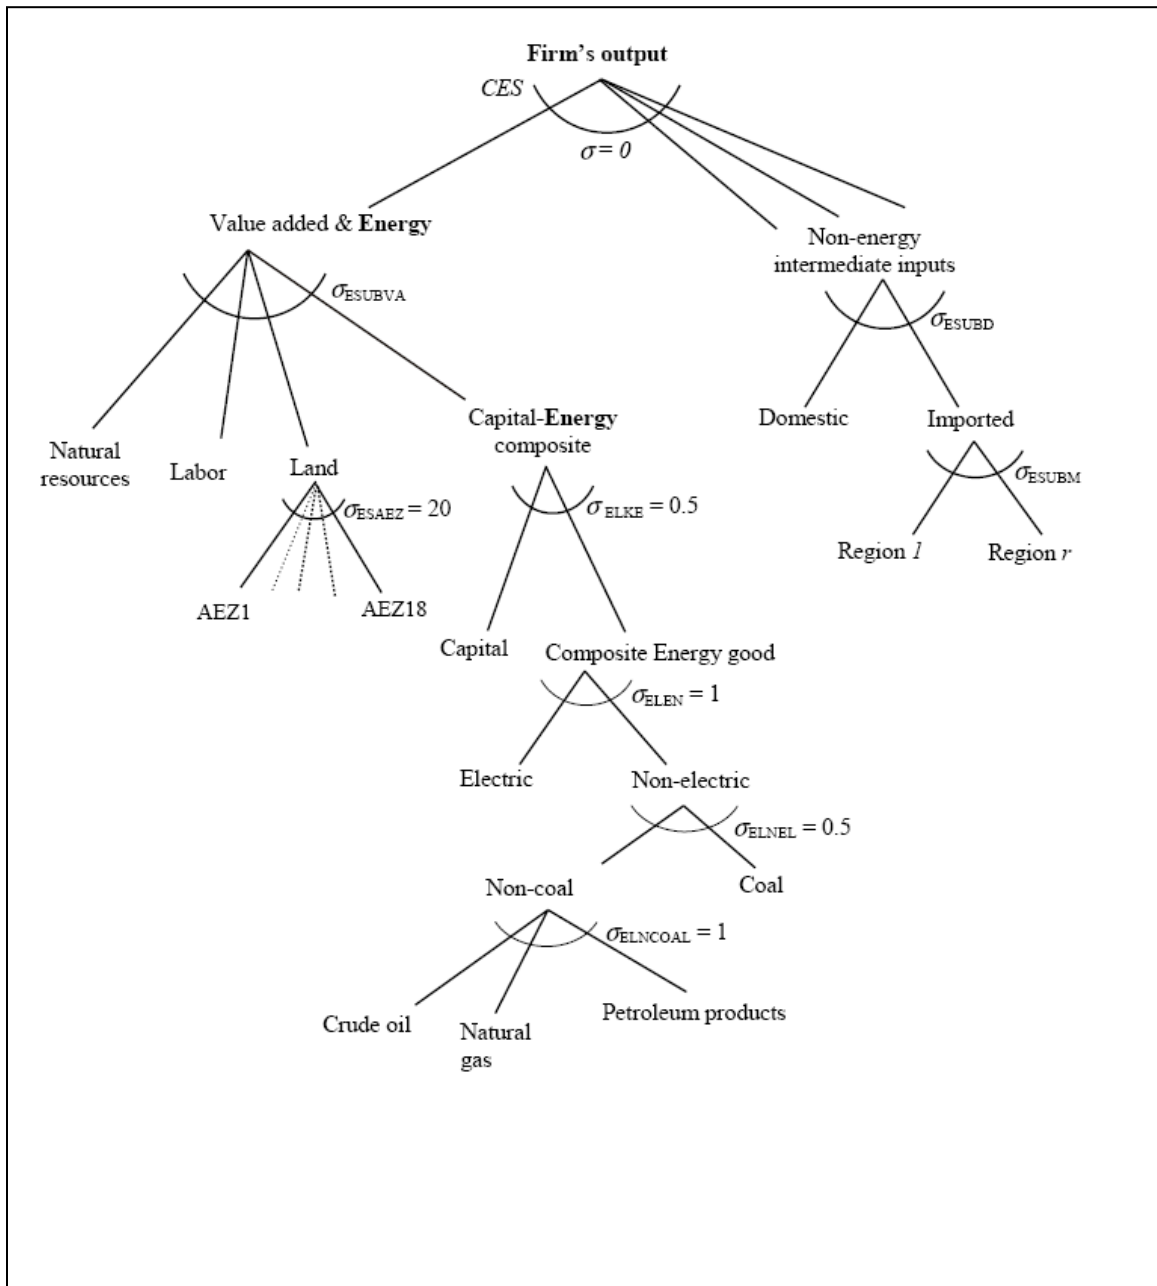 Firm's output
CES
σ = 0
Value added & Energy
Non-energy
intermediate inputs
σESUBVA
σESUBD
Capital-Energy
composite
Domestic
Imported
Natural
resources
Labor
Land
σESAEZ = 20
σELKE = 0.5
σESUBM
Region 1
Region r
AEZ1
AEZ18
Capital
Composite Energy good
σELEN = 1
Electric
Non-electric
σELNEL = 0.5
Non-coal
Coal
σELNCOAL = 1
Crude oil
Natural
gas
Petroleum products